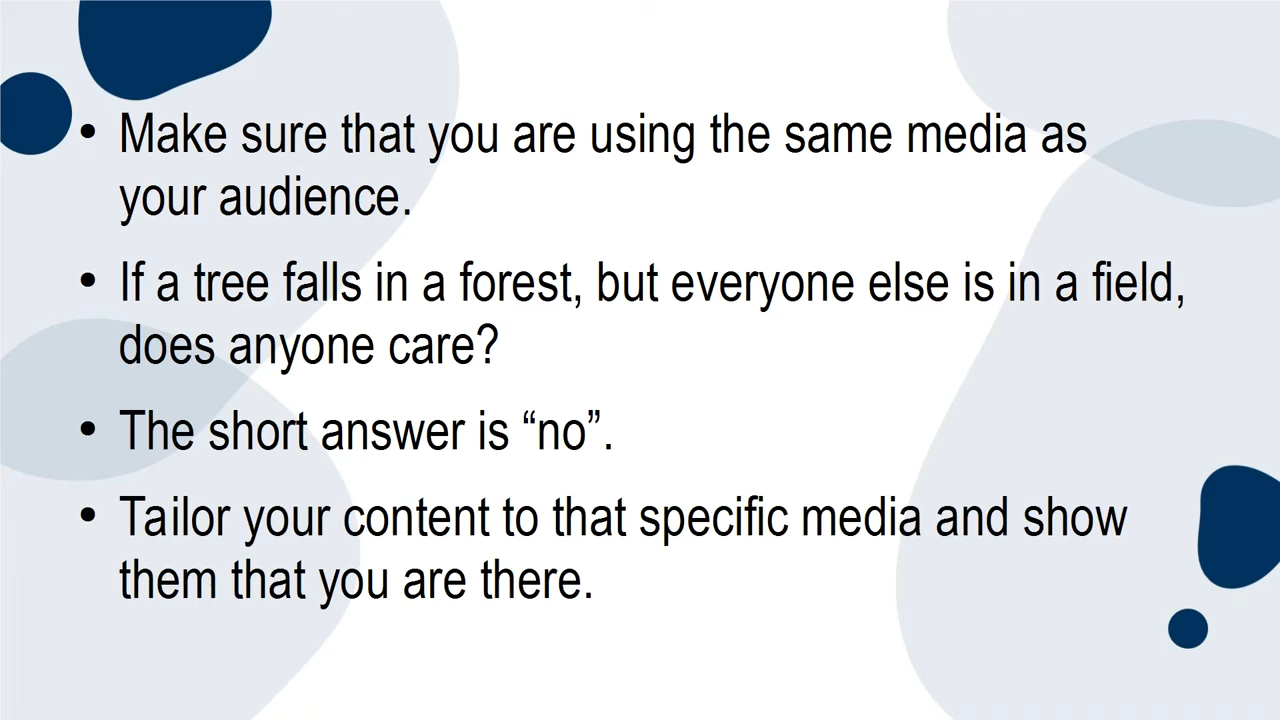 • Make sure that you are using the same media as
your audience.
• If a tree falls in a forest, but everyone else is in a field,
does anyone care?
• The short answer is “no”.
• Tailor your content to that specific media and show
them that you are there.